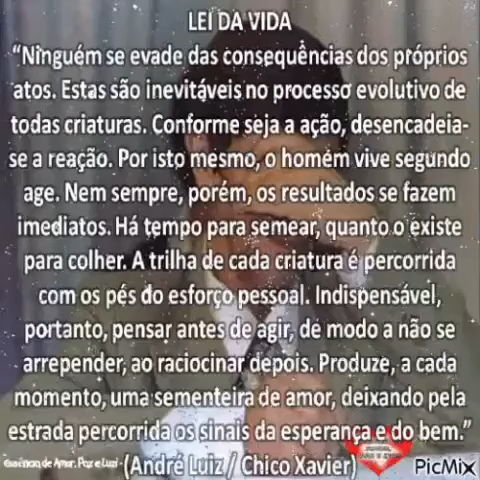 LEI DA VIDA
“Ninguém se evade das consequências dos próprios
atos. Estas são inevitáveis no processo evolutivo de
todas criaturas. Conforme seja a ação, desencadeia-
se a reação. Por isto mesmo, o homem vive segundo
age. Nem sempre, porém, os resultados se fazem
imediatos. Há tempo para semear, quanto o existe
para colher. A trilha de cada criatura é percorrida
com os pés do esforço pessoal. Indispensável,
portanto, pensar antes de agir, de modo a não se
arrepender, ao raciocinar depois. Produze, a cada
momento, uma sementeira de amor, deixando pela
estrada percorrida os sinais da esperança e do bem.”
(André Luiz / Chico Xavier)
de Amor, Paz e Luz!
PicMix